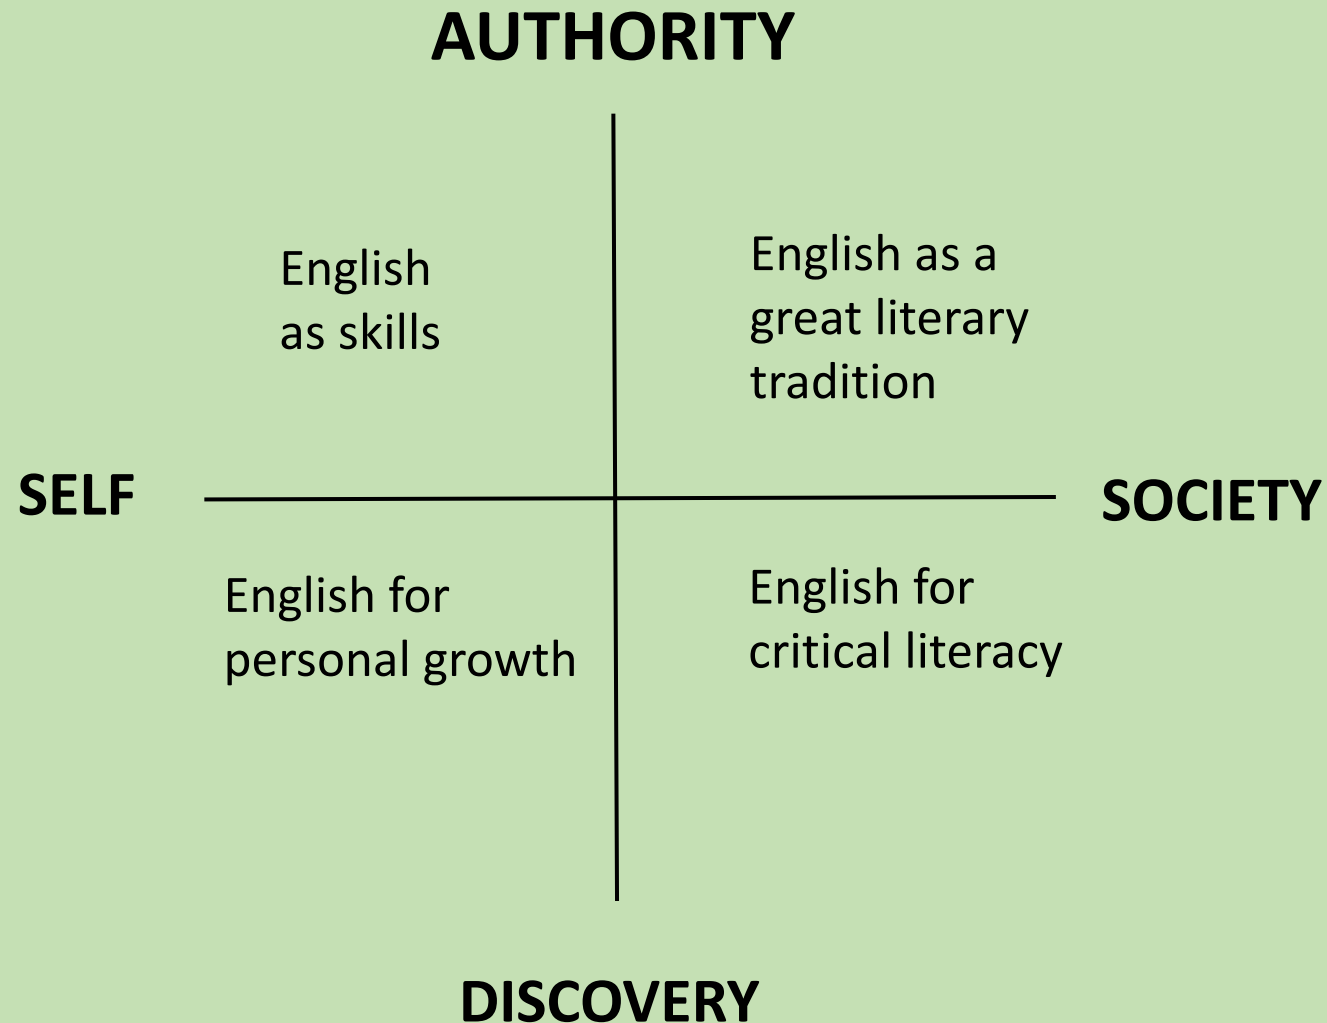 AUTHORITY
English
as skills
English as a
great literary
tradition
SELF
SOCIETY
English for
personal growth
English for
critical literacy
DISCOVERY